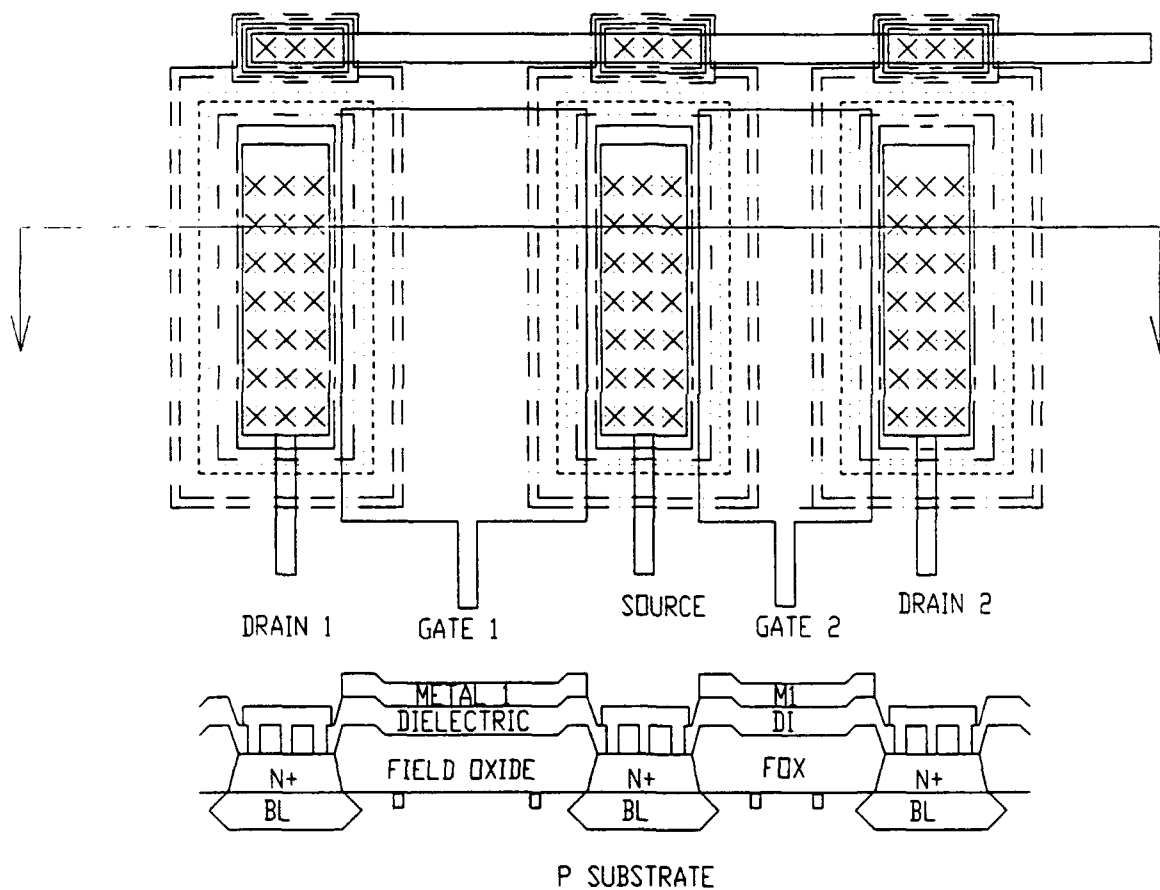 DRAIN 1
GATE 1
SOURCE
GATE 2
DRAIN 2
METAL 1
M1
DIELECTRIC
DI
N+
FIELD OXIDE
N+
FOX
N+
BL
BL
BL
P SUBSTRATE